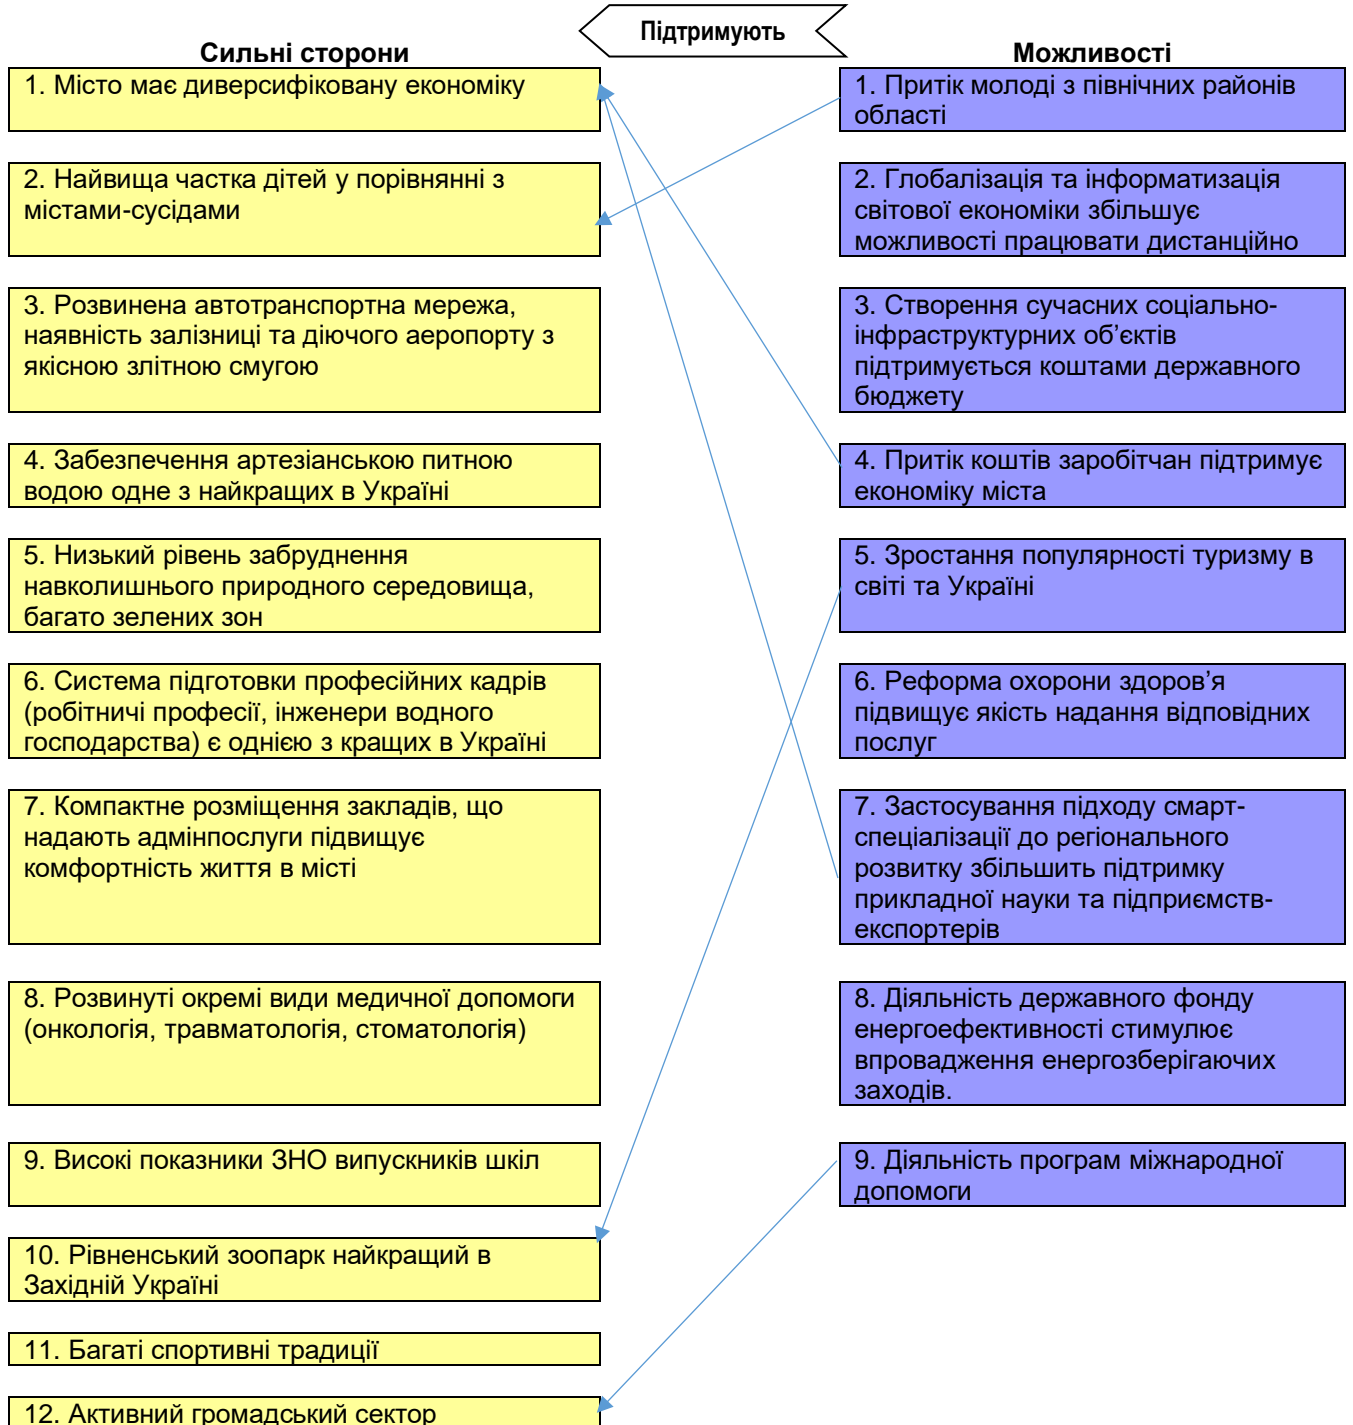 Підтримують
Сильні сторони
1. Місто має диверсифіковану економіку
2. Найвища частка дітей у порівнянні з
містами-сусідами
3. Розвинена автотранспортна мережа,
наявність залізниці та діючого аеропорту з
якісною злітною смугою
4. Забезпечення артезіанською питною
водою одне з найкращих в Україні
5. Низький рівень забруднення
навколишнього природного середовища,
багато зелених зон
6. Система підготовки професійних кадрів
(робітничі професії, інженери водного
господарства) є однією з кращих в Україні
7. Компактне розміщення закладів, що
надають адмінпослуги підвищує
комфортність життя в місті
8. Розвинуті окремі види медичної допомоги
(онкологія, травматологія, стоматологія)
9. Високі показники ЗНО випускників шкіл
10. Рівненський зоопарк найкращий в
Західній Україні
11. Багаті спортивні традиції
12. Активний громадський сектор
Можливості
1. Притік молоді з північних районів
області
2. Глобалізація та інформатизація
світової економіки збільшує
можливості працювати дистанційно
3. Створення сучасних соціально-
інфраструктурних об’єктів
підтримується коштами державного
бюджету
4. Притік коштів заробітчан підтримує
економіку міста
5. Зростання популярності туризму в
світі та Україні
6. Реформа охорони здоров’я
підвищує якість надання відповідних
послуг
7. Застосування підходу смарт-
спеціалізації до регіонального
розвитку збільшить підтримку
прикладної науки та підприємств-
експортерів
8. Діяльність державного фонду
енергоефективності стимулює
впровадження енергозберігаючих
заходів.
9. Діяльність програм міжнародної
допомоги